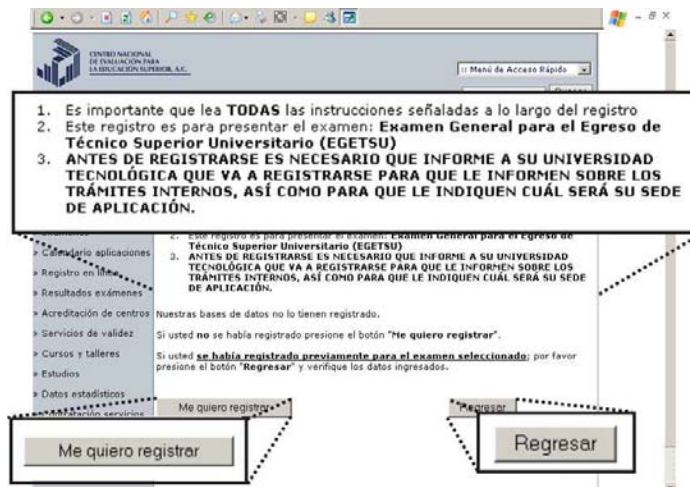 CENTRO NACIONAL
DE EVALUACIÓN PARA
LA EDUCACIÓN SUPERIOR, A.C.
:: Menú de Acceso Rápido
1. Es importante que lea TODAS las instrucciones señaladas a lo largo del registro
2. Este registro es para presentar el examen: Examen General para el Egreso de
Técnico Superior Universitario (EGETSU)
3. ANTES DE REGISTRARSE ES NECESARIO QUE INFORME A SU UNIVERSIDAD
TECNOLÓGICA QUE VA A REGISTRARSE PARA QUE LE INFORMEN SOBRE LOS
TRÁMITES INTERNOS, ASÍ COMO PARA QUE LE INDIQUEN CUÁL SERÁ SU SEDE
DE APLICACIÓN.
2. Este registro es para presentar el examen: Examen General para el Egreso de
Técnico Superior Universitario (EGETSU)
3. ANTES DE REGISTRARSE ES NECESARIO QUE INFORME A SU UNIVERSIDAD
TECNOLÓGICA QUE VA A REGISTRARSE PARA QUE LE INFORMEN SOBRE LOS
TRÁMITES INTERNOS, ASÍ COMO PARA QUE LE INDIQUEN CUÁL SERÁ SU SEDE
DE APLICACIÓN.
» Calendario aplicaciones
» Registro en línea
» Resultados exámenes
» Acreditación de centros
» Servicios de validez
» Cursos y talleres
» Estudios
» Datos estadísticos
Nuestras bases de datos no lo tienen registrado.
Si usted no se había registrado presione el botón "Me quiero registrar".
Si usted se había registrado previamente para el examen seleccionado; por favor
presione el botón "Regresar" y verifique los datos ingresados.
Me quiero registrar
Regresar
Me quiero registrar
Regresar